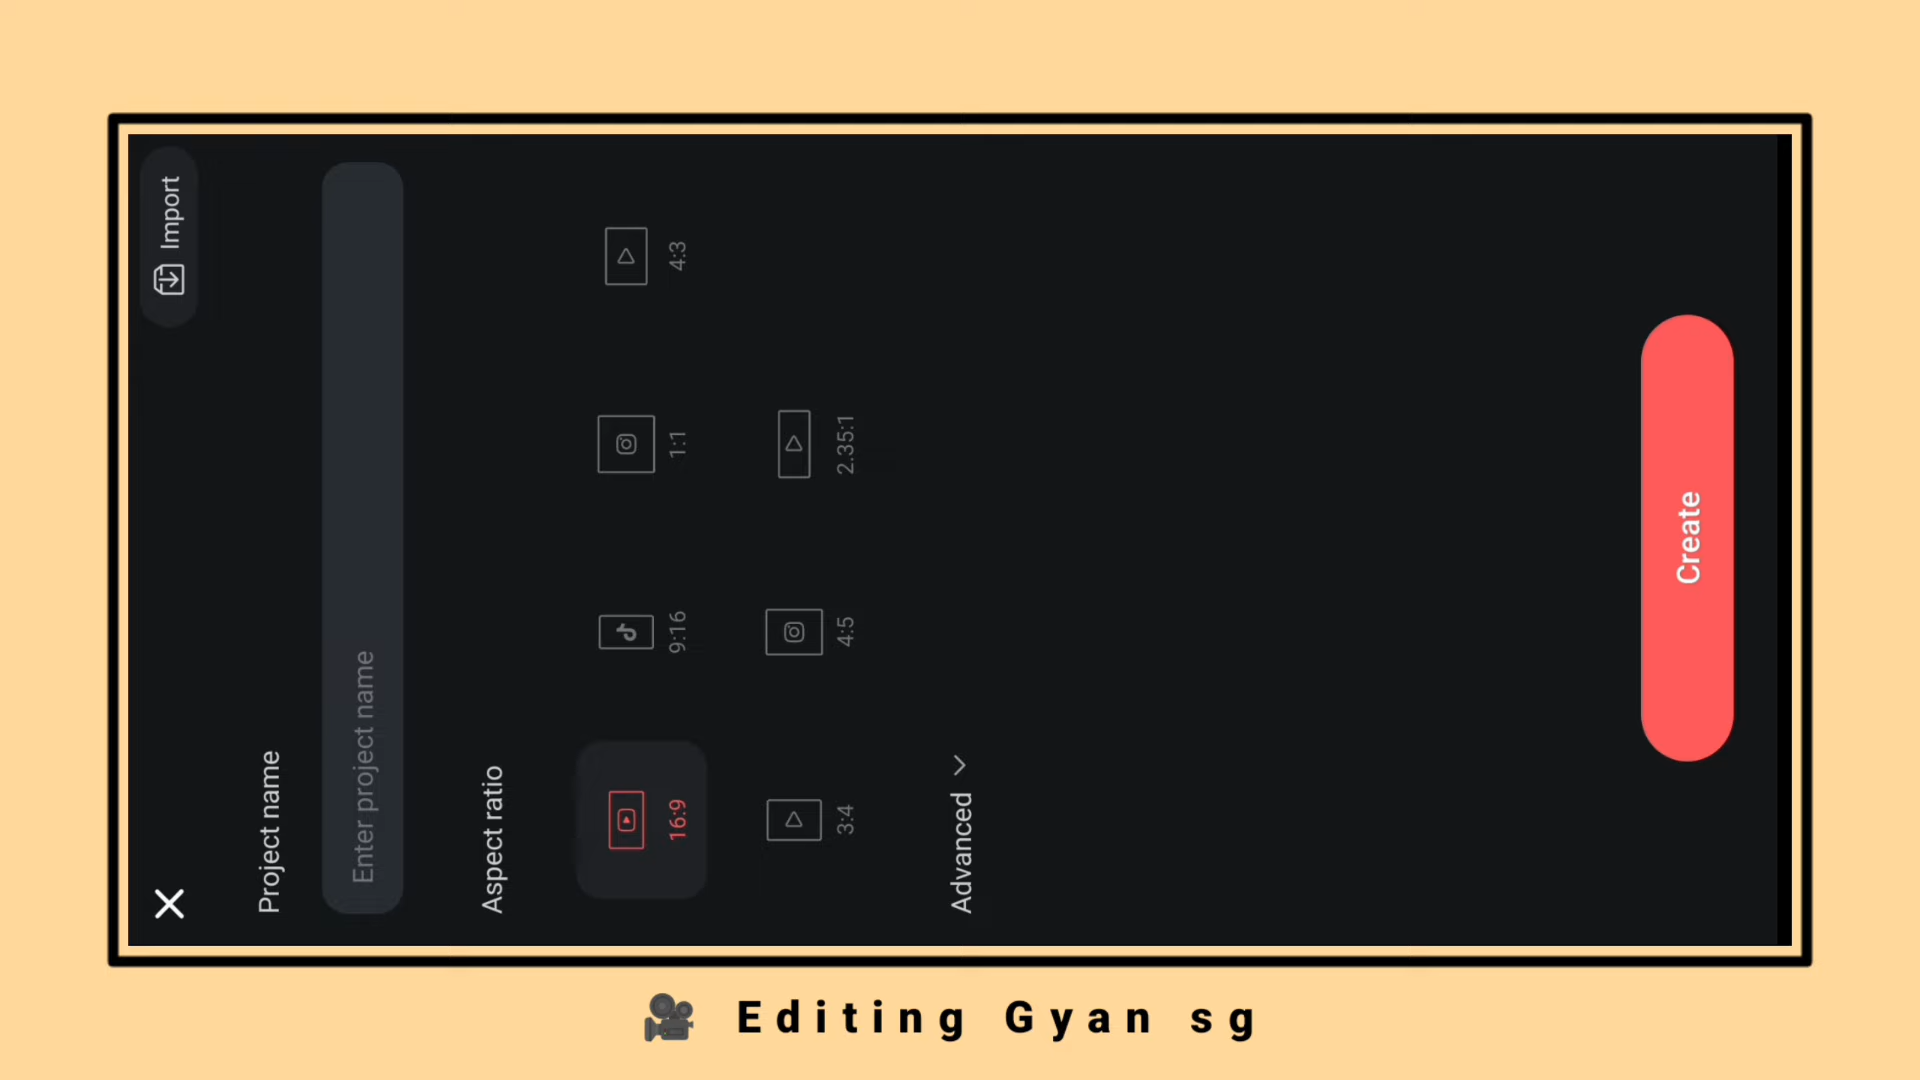 Import
Project name
Enter project name
Aspect ratio
16:9
9:16
1:1
4:3
3:4
4:5
2.35:1
Advanced
Create
Editing Gyan sg